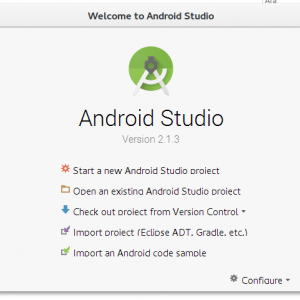 Welcome to Android Studio
Android Studio
Version 2.1.3
Start a new Android Studio project
Open an existing Android Studio project
Check out project from Version Control
Import project (Eclipse ADT, Gradle, etc.)
Import an Android code sample
Configure